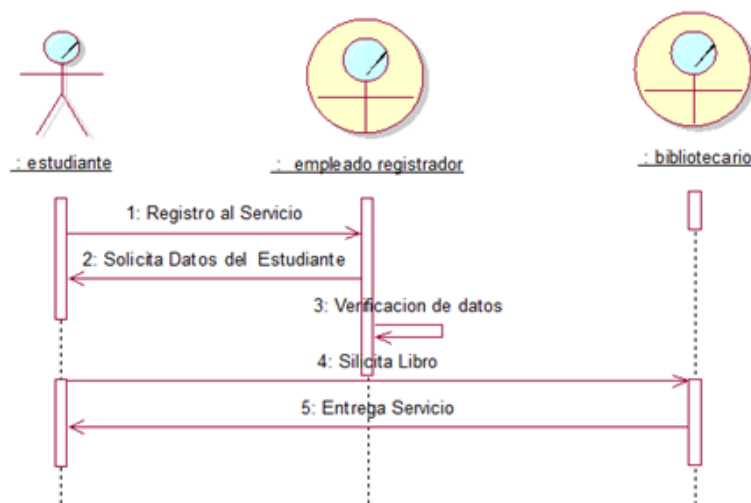 : estudiante
: empleado registrador
: bibliotecario
1: Registro al Servicio
2: Solicita Datos del Estudiante
3: Verificacion de datos
4: Silicita Libro
5: Entrega Servicio